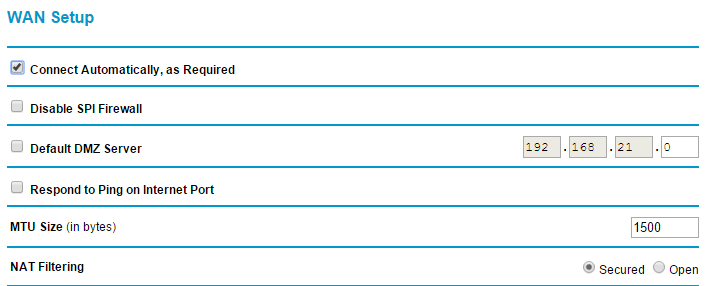 WAN Setup
Connect Automatically, as Required
Disable SPI Firewall
Default DMZ Server 192 . 168 . 21 . 0
Respond to Ping on Internet Port
MTU Size (in bytes) 1500
NAT Filtering Secured Open